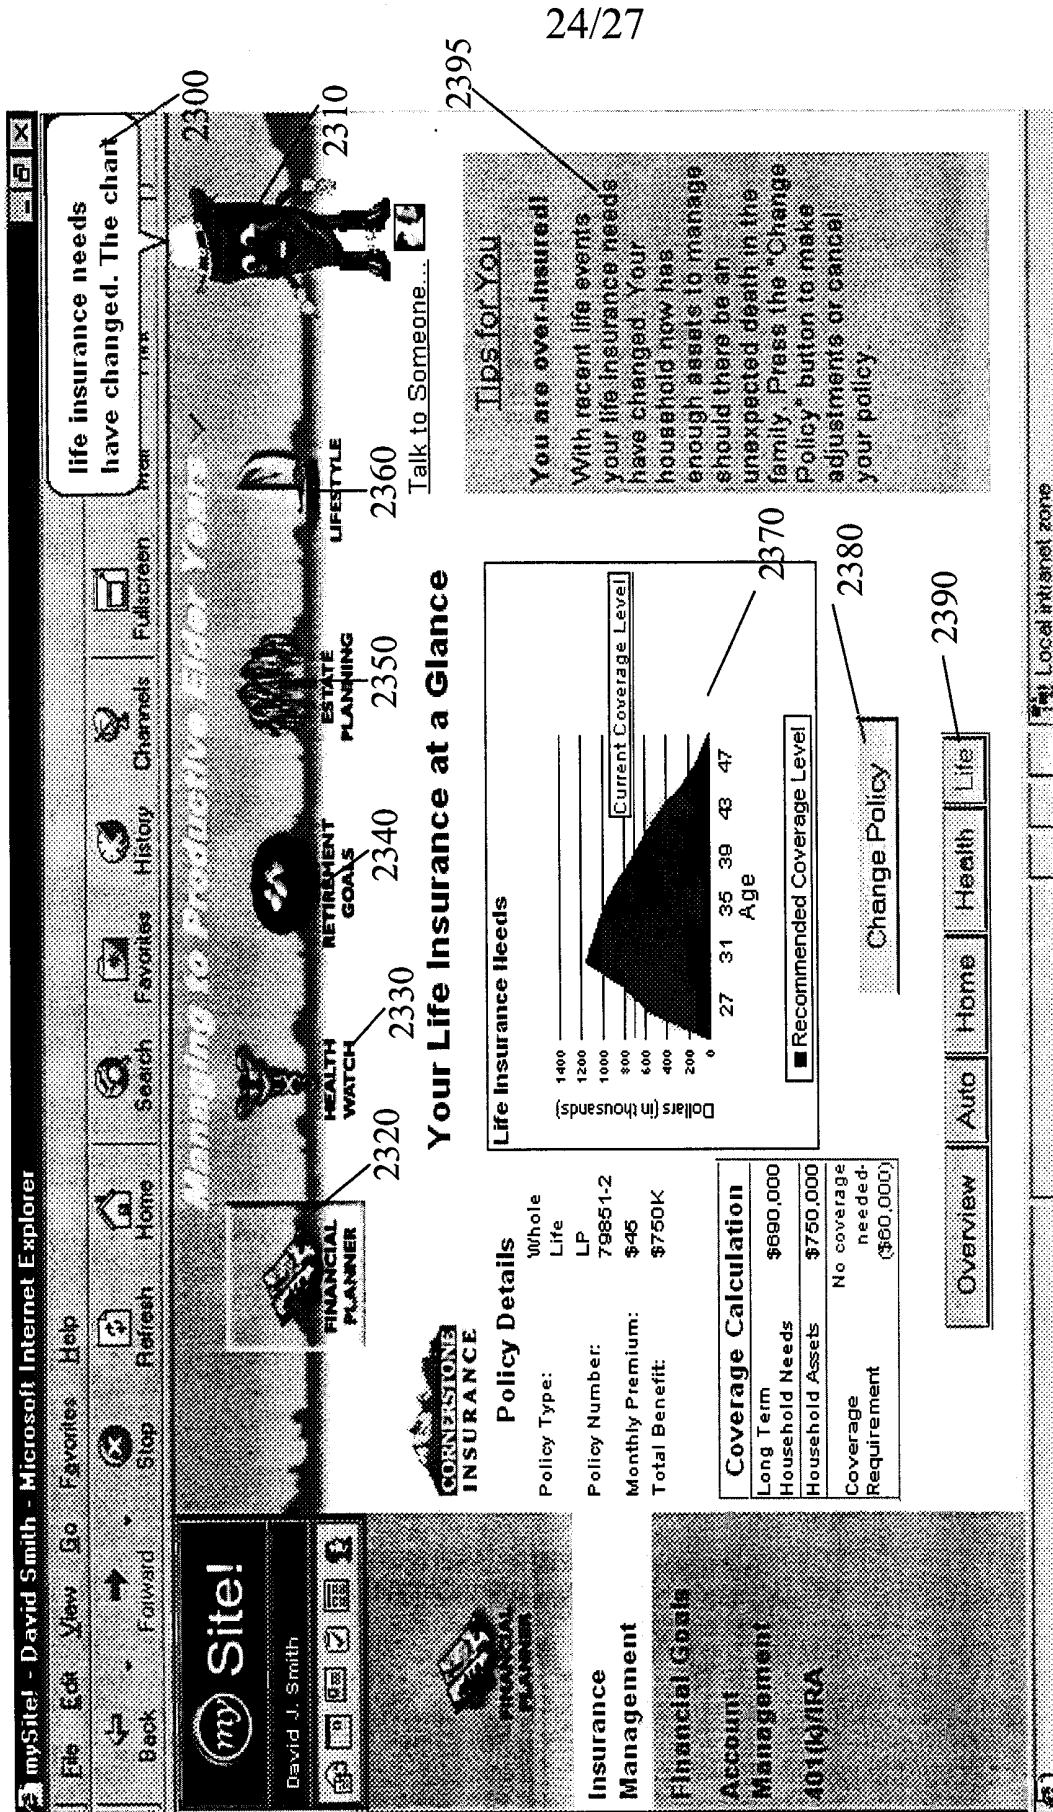 24/27
mySite! - David Smith - Microsoft Internet Explorer
File Edit View Go Favorites Help
Back Forward Stop Refresh Home Search Favorites History Channels Fullscreen
life insurance needs
have changed. The chart
2300
my Site!
David J. Smith
Managing to Productive Elder Years
2310
FINANCIAL
PLANNER
2320
HEALTH
WATCH
2330
RETIREMENT
GOALS
2340
ESTATE
PLANNING
2350
LIFESTYLE
2360
Talk to Someone...
FINANCIAL
PLANNER
Insurance
Management
Financial Goals
Account
Management
401(k)/IRA
CORNERSTONE
INSURANCE
Your Life Insurance at a Glance
Policy Details
Policy Type: Whole
Life
Policy Number: LP
79851-2
Monthly Premium: $45
Total Benefit: $750K
Coverage Calculation
Long Term
Household Needs $690,000
Household Assets $750,000
Coverage
Requirement
No coverage
needed-
($60,000)
Life Insurance Needs
Dollars (in thousands)
1400
1200
1000
800
600
400
200
0
Current Coverage Level
27 31 35 39 43 47
Age
Recommended Coverage Level
2370
Change Policy
2380
Overview Auto Home Health Life
2390
Tips for You
2395
You are over-insured!
With recent life events
your life insurance needs
have changed. Your
household now has
enough assets to manage
should there be an
unexpected death in the
family. Press the "Change
Policy" button to make
adjustments or cancel
your policy.
Local intranet zone